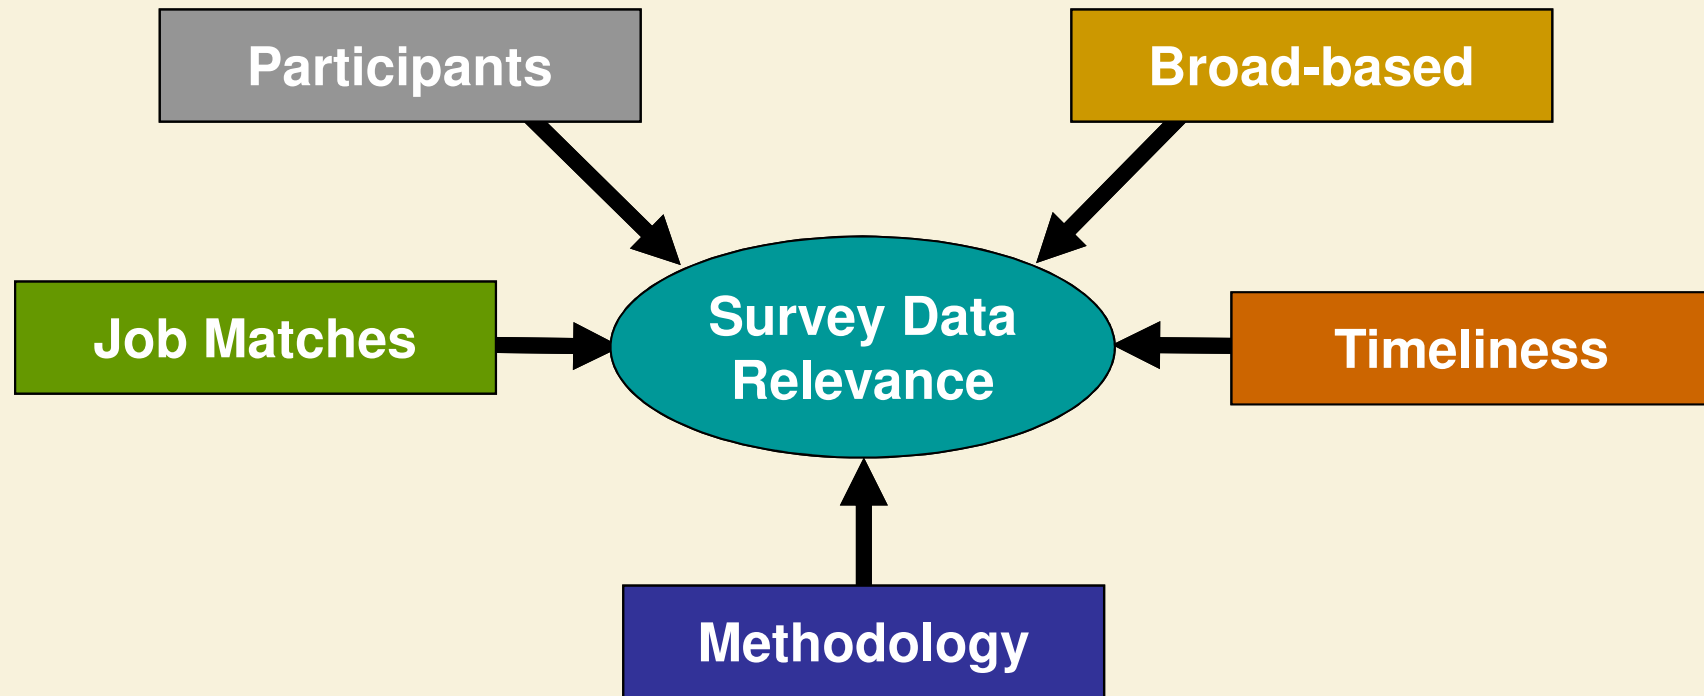 Participants
Broad-based
Job Matches
Survey Data
Relevance
Timeliness
Methodology